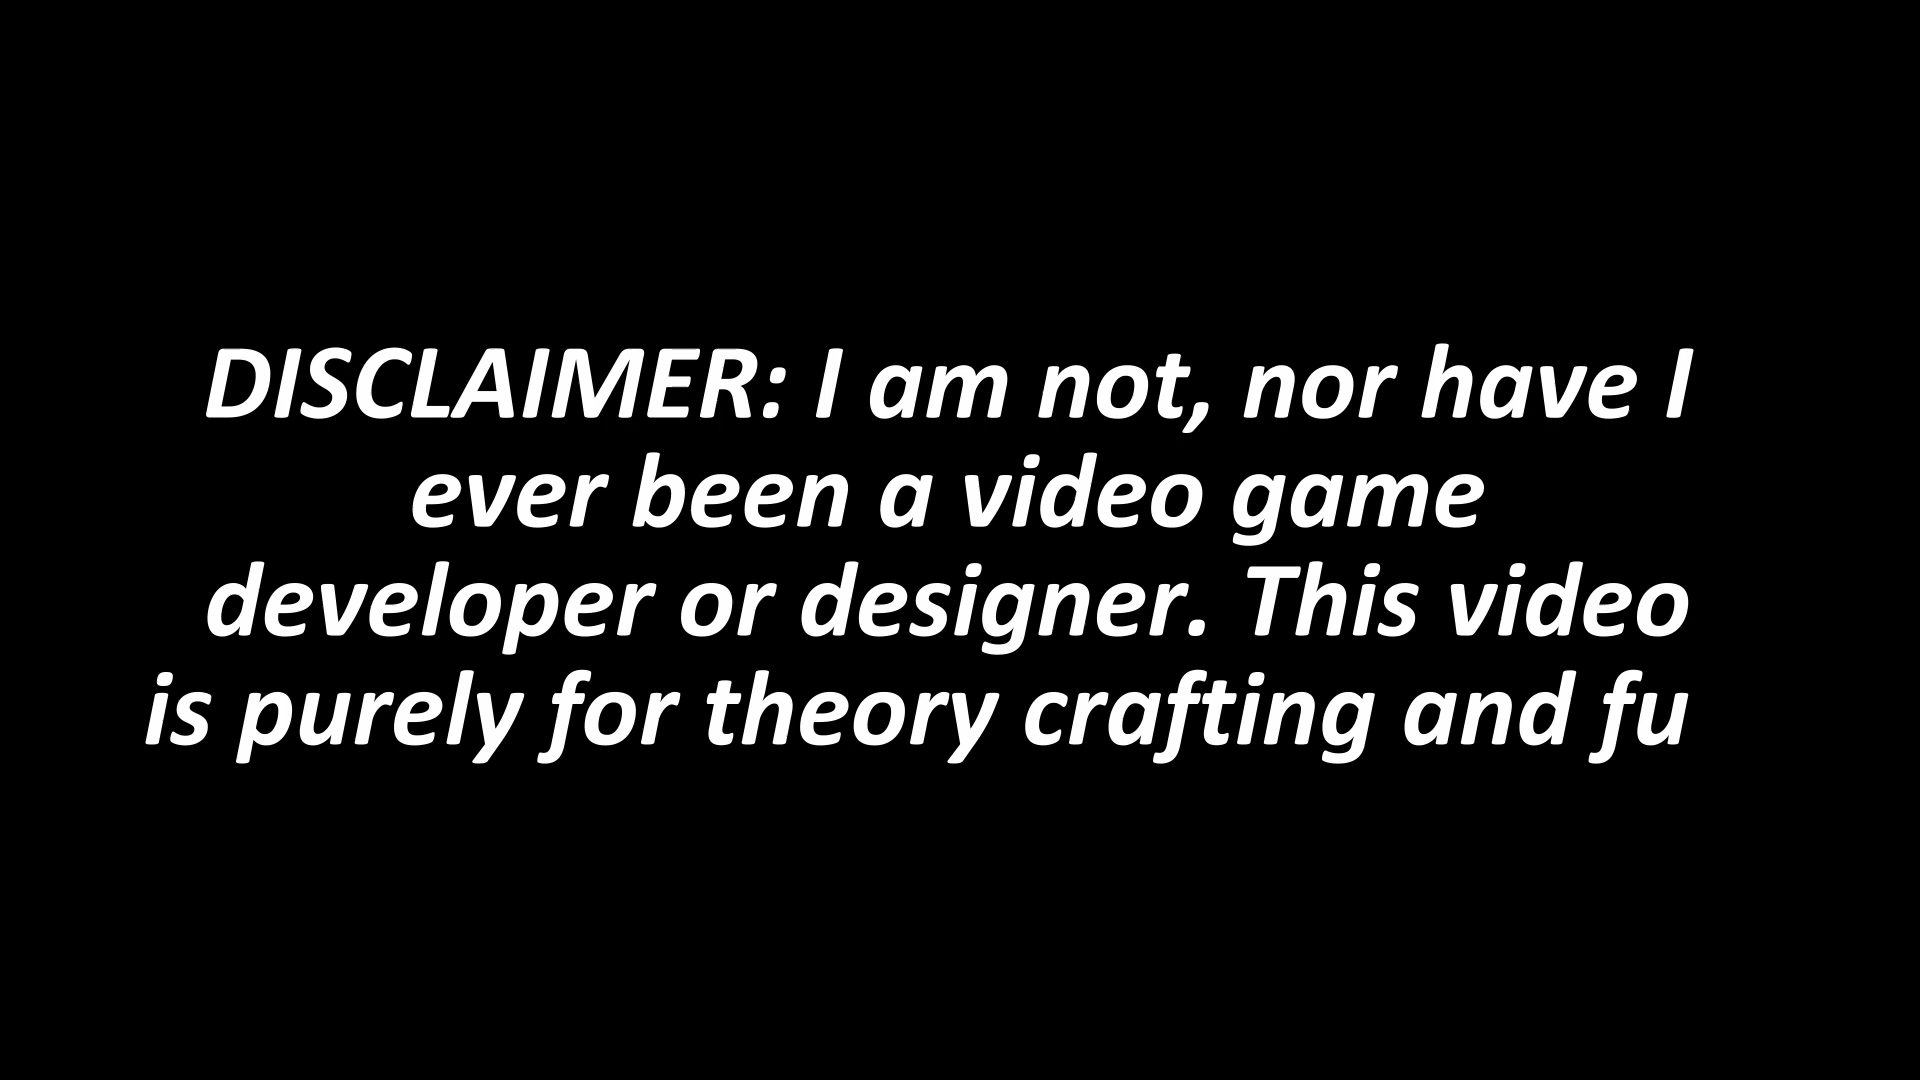 DISCLAIMER: I am not, nor have I
ever been a video game
developer or designer. This video
is purely for theory crafting and fu